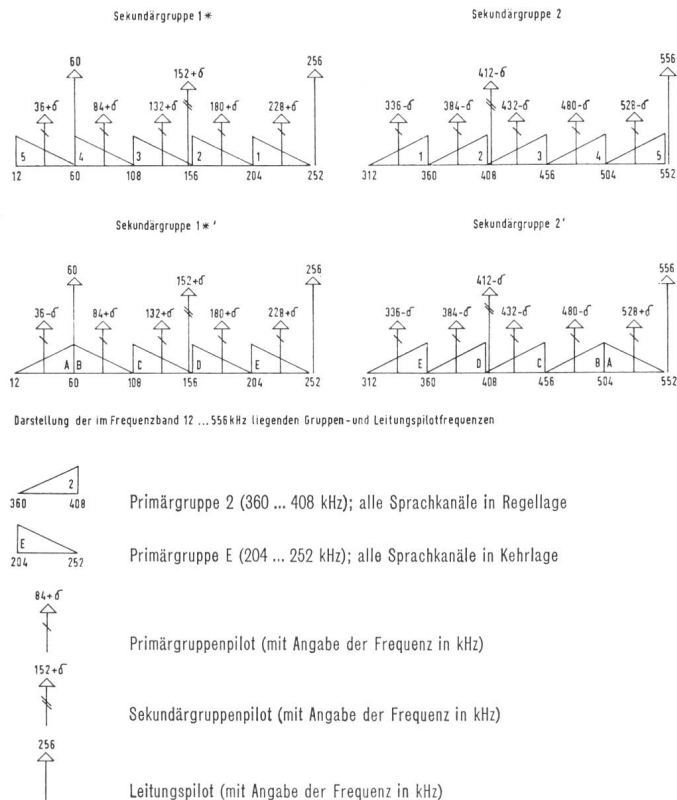 Sekundärgruppe 1* Sekundärgruppe 2
60 152+δ 256 412-δ 556
36+δ 84+δ 132+δ 180+δ 228+δ 336-δ 384-δ 432-δ 480-δ 528-δ
5 4 3 2 1 1 2 3 4 5
12 60 108 156 204 252 312 360 408 456 504 552
Sekundärgruppe 1*' Sekundärgruppe 2'
60 152+δ 256 412-δ 556
36-δ 84+δ 132+δ 180+δ 228+δ 336-δ 384-δ 432-δ 480-δ 528+δ
A B C D E E D C B A
12 60 108 156 204 252 312 360 408 456 504 552
Darstellung der im Frequenzband 12 ... 556 kHz liegenden Gruppen- und Leitungspilotfrequenzen
2
360 408 Primärgruppe 2 (360 ... 408 kHz); alle Sprachkanäle in Regellage
E
204 252 Primärgruppe E (204 ... 252 kHz); alle Sprachkanäle in Kehrlage
84+δ
Primärgruppenpilot (mit Angabe der Frequenz in kHz)
152+δ
Sekundärgruppenpilot (mit Angabe der Frequenz in kHz)
256
Leitungspilot (mit Angabe der Frequenz in kHz)